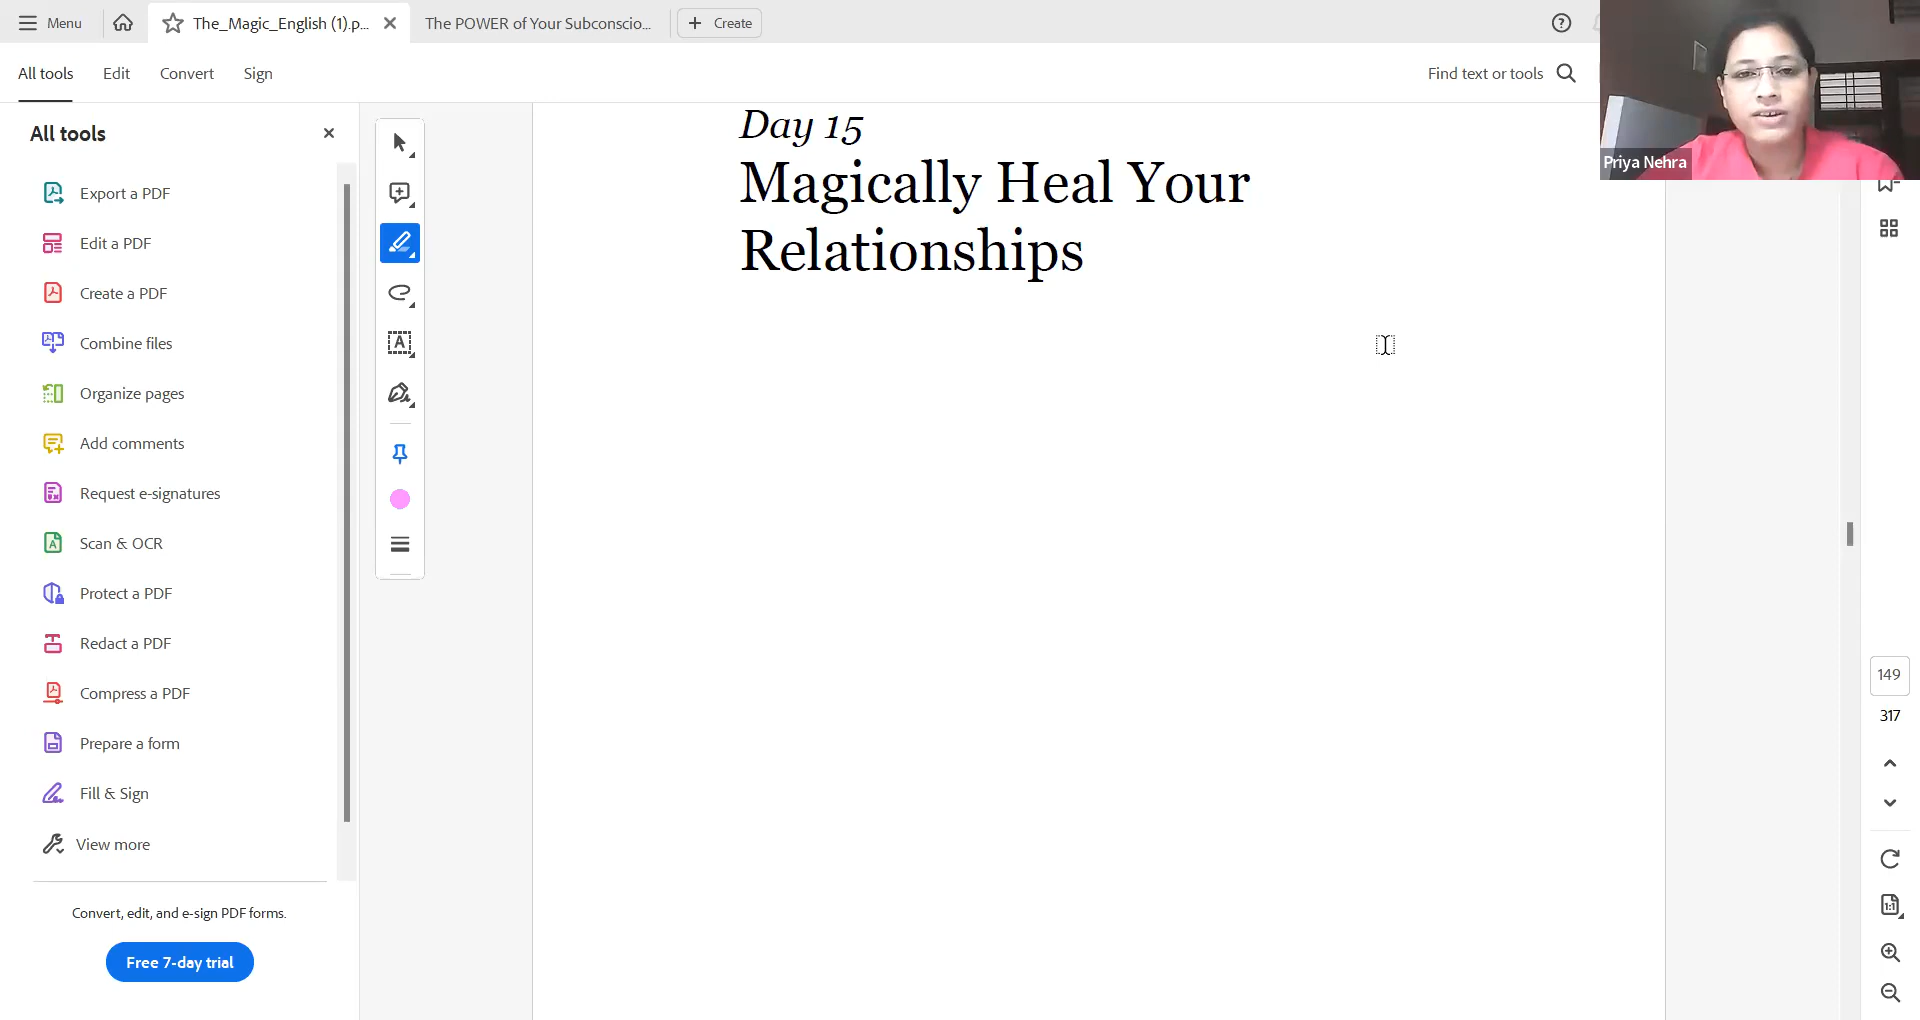 Menu
The_Magic_English (1).p...
The POWER of Your Subconscio...
Create
All tools
Edit
Convert
Sign
Find text or tools
Priya Nehra
All tools
Export a PDF
Edit a PDF
Create a PDF
Combine files
Organize pages
Add comments
Request e-signatures
Scan & OCR
Protect a PDF
Redact a PDF
Compress a PDF
Prepare a form
Fill & Sign
View more
Convert, edit, and e-sign PDF forms.
Free 7-day trial
Day 15
Magically Heal Your
Relationships
149
317